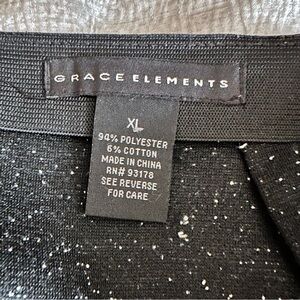 GRACE ELEMENTS
XL
94% POLYESTER
6% COTTON
MADE IN CHINA
RN# 93178
SEE REVERSE
FOR CARE